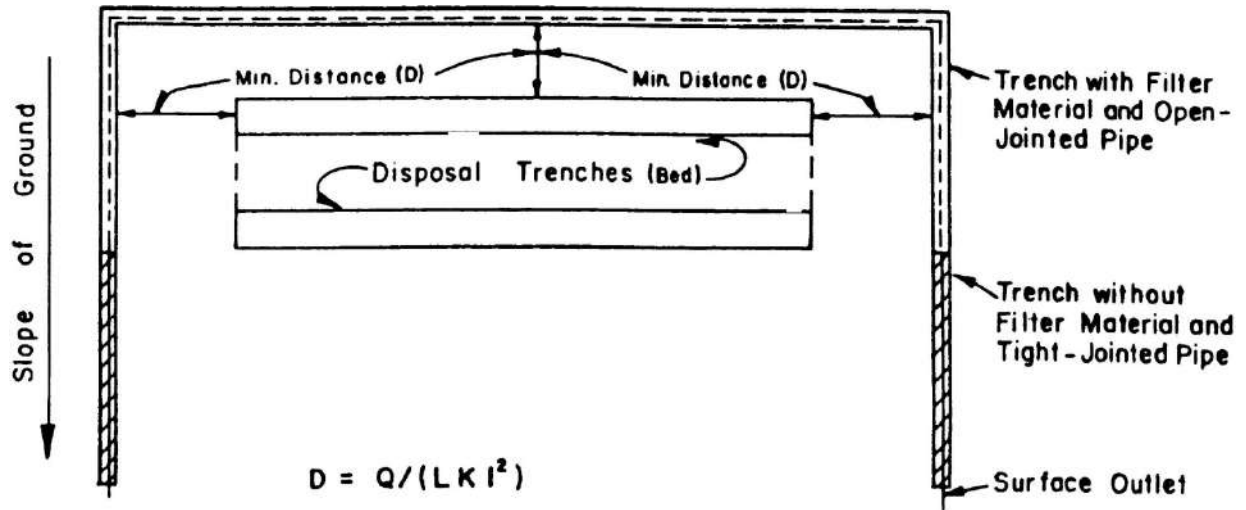 Slope of Ground
Min. Distance (D)
Min. Distance (D)
Disposal Trenches (Bed)
Trench with Filter
Material and Open-
Jointed Pipe
Trench without
Filter Material and
Tight-Jointed Pipe
Surface Outlet
D = Q/(L K I²)